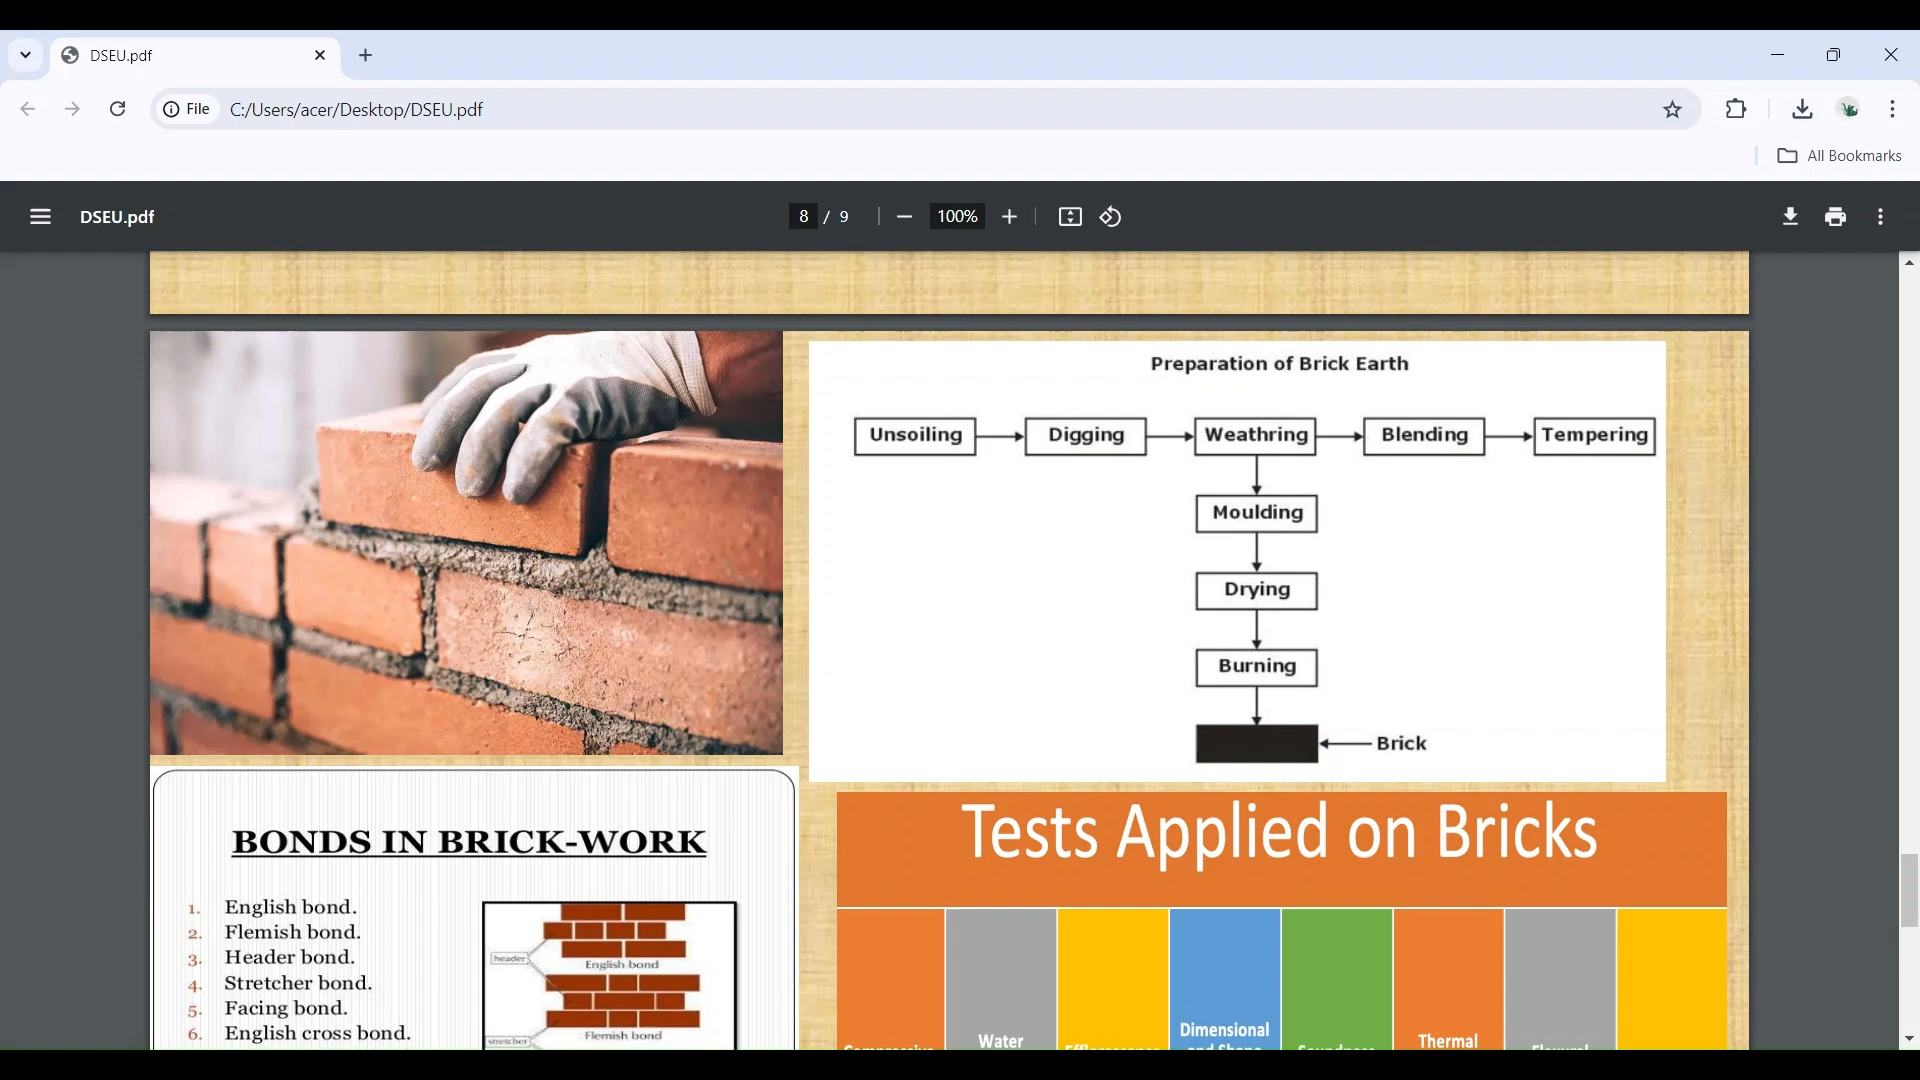 DSEU.pdf
File
C:/Users/acer/Desktop/DSEU.pdf
All Bookmarks
DSEU.pdf
8 / 9
100%
Preparation of Brick Earth
Unsoiling
Digging
Weathring
Blending
Tempering
Moulding
Drying
Burning
Brick
BONDS IN BRICK-WORK
1. English bond.
2. Flemish bond.
3. Header bond.
4. Stretcher bond.
5. Facing bond.
6. English cross bond.
header
English bond
Flemish bond
stretcher
Tests Applied on Bricks
Water
Dimensional
and Shape
Thermal